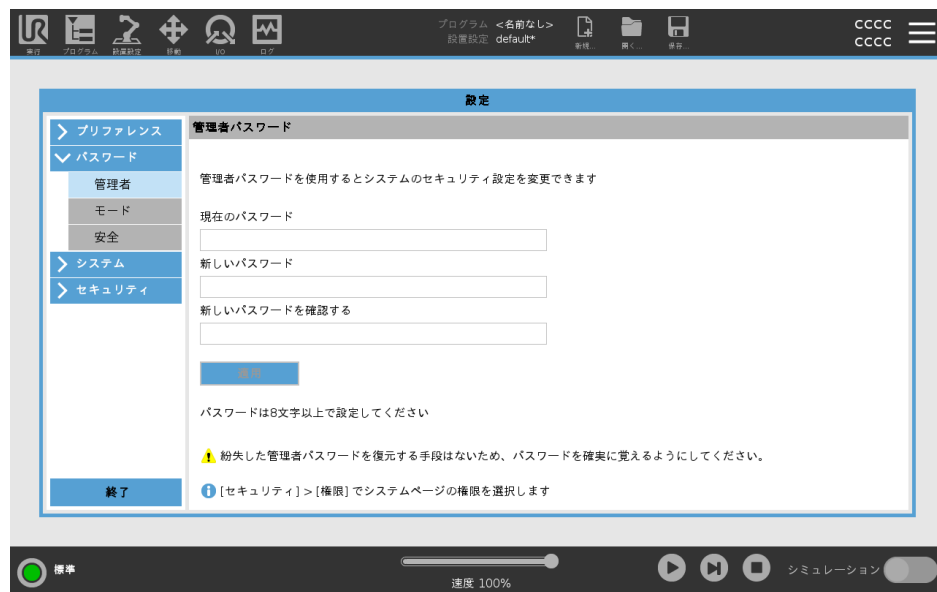 UR
プログラム <名前なし>
設置設定 default*
cccc
cccc
実行 プログラム 設置設定 移動 I/O ログ 新規... 開く... 保存...
設定
プリファレンス
パスワード
管理者
モード
安全
システム
セキュリティ
終了
管理者パスワード
管理者パスワードを使用するとシステムのセキュリティ設定を変更できます
現在のパスワード
新しいパスワード
新しいパスワードを確認する
適用
パスワードは8文字以上で設定してください
紛失した管理者パスワードを復元する手段はないため、パスワードを確実に覚えるようにしてください。
[セキュリティ] > [権限] でシステムページの権限を選択します
標準
速度 100%
シミュレーション